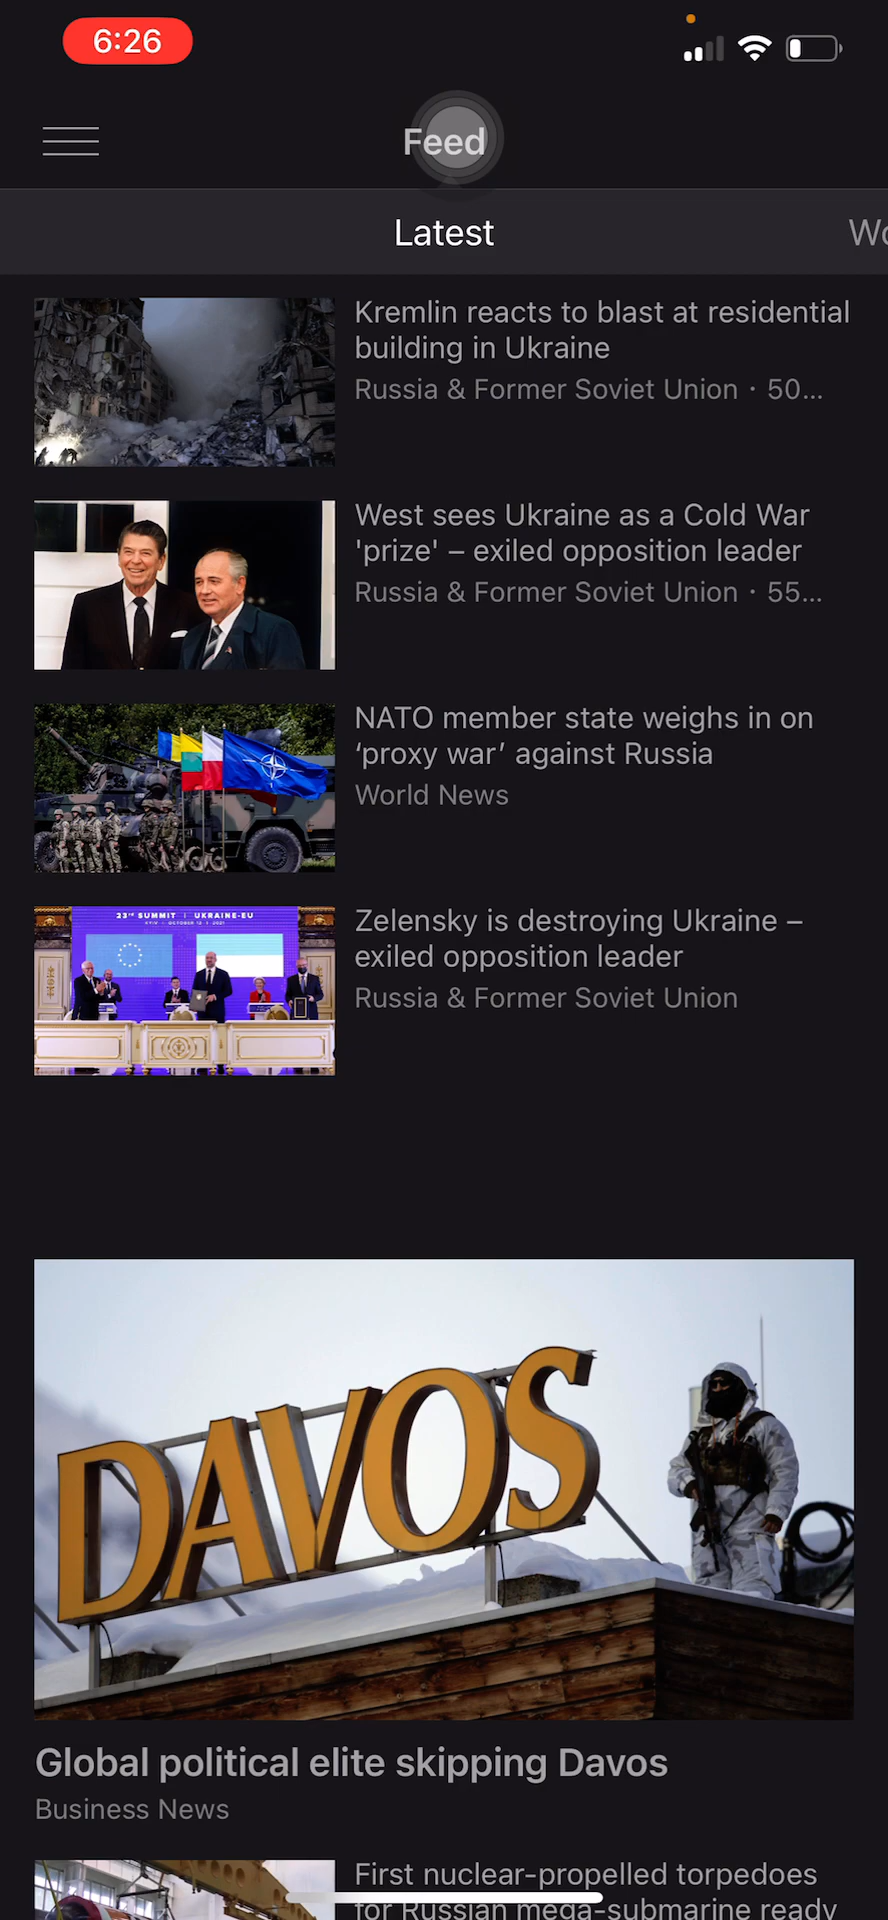 6:26
Feed
Latest
Kremlin reacts to blast at residential
building in Ukraine
Russia & Former Soviet Union · 50...
West sees Ukraine as a Cold War
'prize' – exiled opposition leader
Russia & Former Soviet Union · 55...
NATO member state weighs in on
‘proxy war’ against Russia
World News
23rd SUMMIT | UKRAINE-EU
KYIV • OCTOBER 12 | 2021
Zelensky is destroying Ukraine –
exiled opposition leader
Russia & Former Soviet Union
DAVOS
Global political elite skipping Davos
Business News
First nuclear-propelled torpedoes
for Russian mega-submarine ready